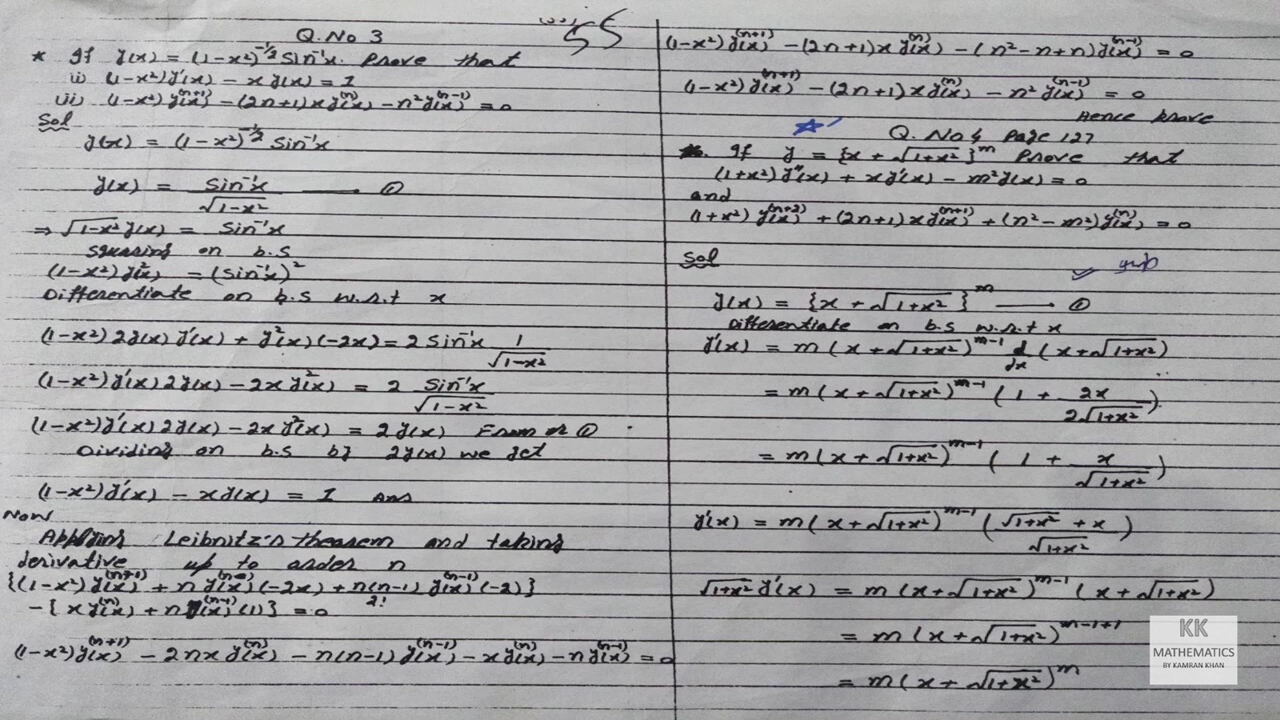 55
Q.No 3
* If y(x) = (1-x²)^{-1/2} Sin⁻¹x. Prove that
i) (1-x²)y'(x) - x y(x) = 1
ii) (1-x²)y^{(n+1)}(x) - (2n+1)x y^{(n)}(x) - n² y^{(n-1)}(x) = 0
Sol
y(x) = (1-x²)^{-1/2} Sin⁻¹x
y(x) = Sin⁻¹x / √(1-x²) —— ①
⇒ √(1-x²) y(x) = Sin⁻¹x
Squaring on b.s
(1-x²) y²(x) = (Sin⁻¹x)²
Differentiate on b.s w.r.t x
(1-x²) 2y(x) y'(x) + y²(x)(-2x) = 2 Sin⁻¹x 1/√(1-x²)
(1-x²)y'(x) 2y(x) - 2x y²(x) = 2 Sin⁻¹x / √(1-x²)
(1-x²)y'(x) 2y(x) - 2x y²(x) = 2 y(x) From ①
Dividing on b.s by 2y(x) we get
(1-x²)y'(x) - x y(x) = 1 Ans
Now
Applying Leibnitz's theorem and taking
derivative up to order n
{(1-x²) y^{(n+1)}(x) + n y^{(n)}(x) (-2x) + n(n-1)/2! y^{(n-1)}(x) (-2)}
- {x y^{(n)}(x) + n y^{(n-1)}(x) (1)} = 0
(1-x²) y^{(n+1)}(x) - 2nx y^{(n)}(x) - n(n-1) y^{(n-1)}(x) - x y^{(n)}(x) - n y^{(n-1)}(x) = 0
(1-x²) y^{(n+1)}(x) - (2n+1)x y^{(n)}(x) - (n²-n+n) y^{(n-1)}(x) = 0
(1-x²) y^{(n+1)}(x) - (2n+1)x y^{(n)}(x) - n² y^{(n-1)}(x) = 0
Hence prove
Q.No 4 Page 127
*. If y = {x + √(1+x²)}^m Prove that
(1+x²) y''(x) + x y'(x) - m² y(x) = 0
and
(1+x²) y^{(n+2)}(x) + (2n+1)x y^{(n+1)}(x) + (n²-m²) y^{(n)}(x) = 0
Sol
y(x) = {x + √(1+x²)}^m —— ①
Differentiate on b.s w.r.t x
y'(x) = m(x+√(1+x²))^{m-1} d/dx (x+√(1+x²))
= m(x+√(1+x²))^{m-1} (1 + 2x / 2√(1+x²))
= m(x+√(1+x²))^{m-1} (1 + x / √(1+x²))
y'(x) = m(x+√(1+x²))^{m-1} ((√(1+x²) + x) / √(1+x²))
√(1+x²) y'(x) = m(x+√(1+x²))^{m-1} (x+√(1+x²))
= m(x+√(1+x²))^{m-1+1}
= m(x+√(1+x²))^m
KK
MATHEMATICS
BY KAMRAN KHAN